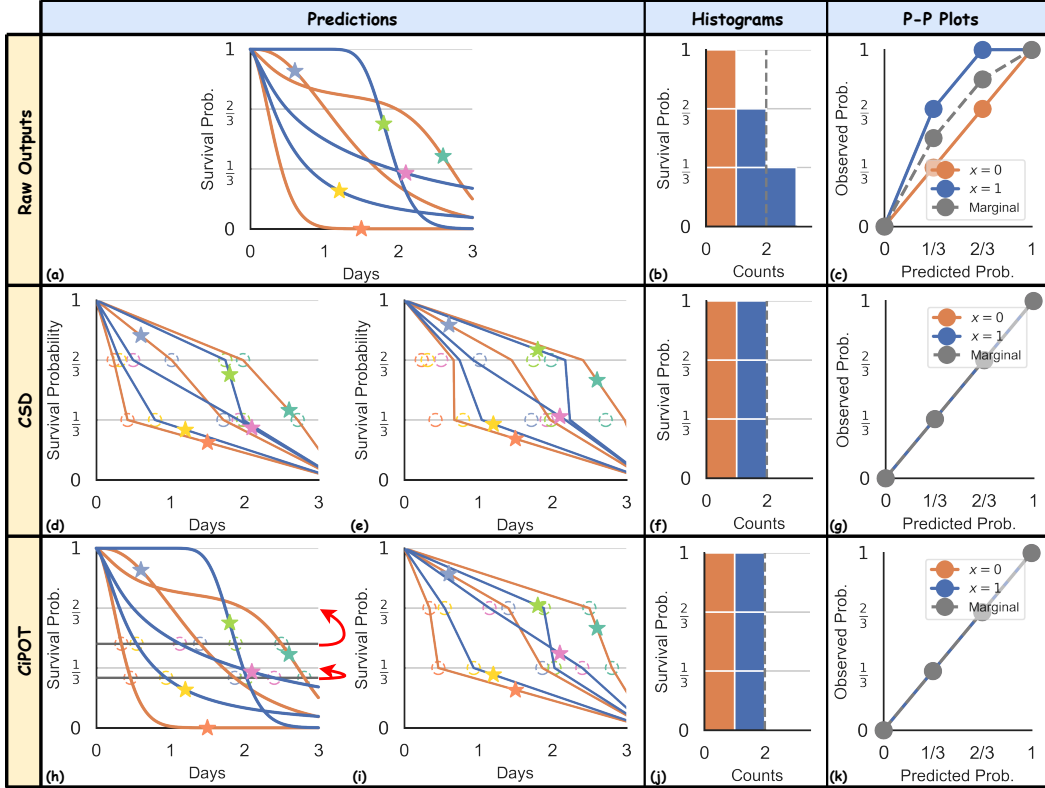 Predictions
Histograms
P-P Plots
Raw Outputs
Survival Prob.
1
2/3
1/3
0
0 1 2 3
Days
(a)
Survival Prob.
1
2/3
1/3
0
0 2
Counts
(b)
Observed Prob.
1
2/3
1/3
0
x = 0
x = 1
Marginal
0 1/3 2/3 1
Predicted Prob.
(c)
CSD
Survival Probability
1
2/3
1/3
0
0 1 2 3
Days
(d)
Survival Probability
1
2/3
1/3
0
0 1 2 3
Days
(e)
Survival Prob.
1
2/3
1/3
0
0 2
Counts
(f)
Observed Prob.
1
2/3
1/3
0
x = 0
x = 1
Marginal
0 1/3 2/3 1
Predicted Prob.
(g)
CiPOT
Survival Prob.
1
2/3
1/3
0
0 1 2 3
Days
(h)
Survival Prob.
1
2/3
1/3
0
0 1 2 3
Days
(i)
Survival Prob.
1
2/3
1/3
0
0 2
Counts
(j)
Observed Prob.
1
2/3
1/3
0
x = 0
x = 1
Marginal
0 1/3 2/3 1
Predicted Prob.
(k)